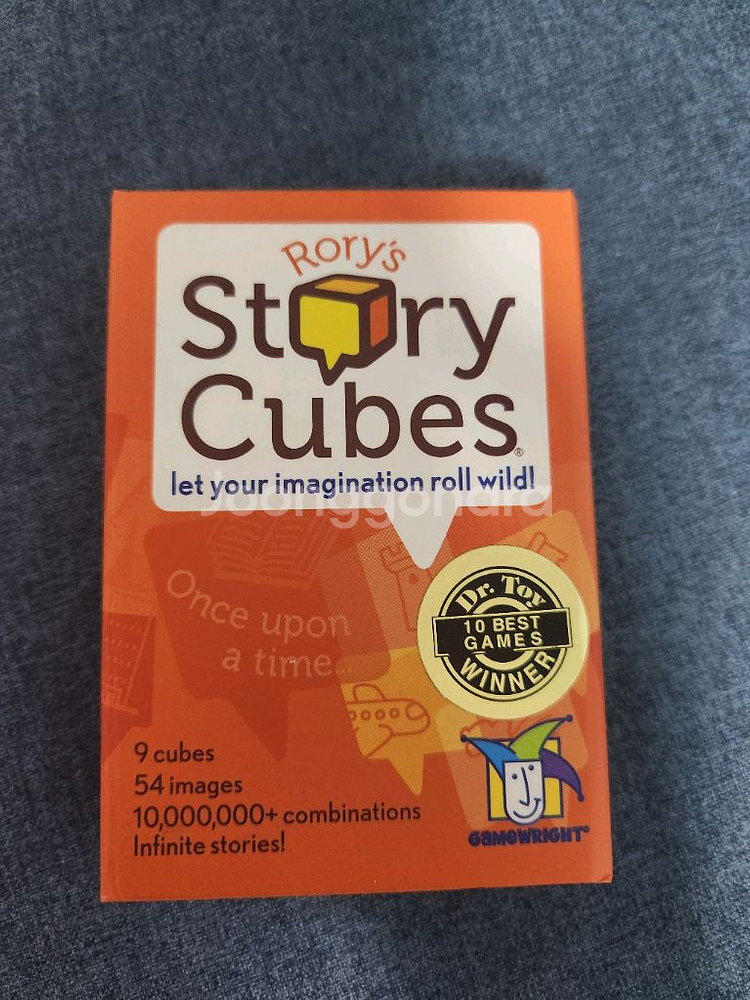 Rory's
Story
Cubes®
let your imagination roll wild!
Joonggonara
Once upon
a time...
Dr. Toy
10 BEST
GAMES
WINNER
9 cubes
54 images
10,000,000+ combinations
Infinite stories!
GAMEWRIGHT®